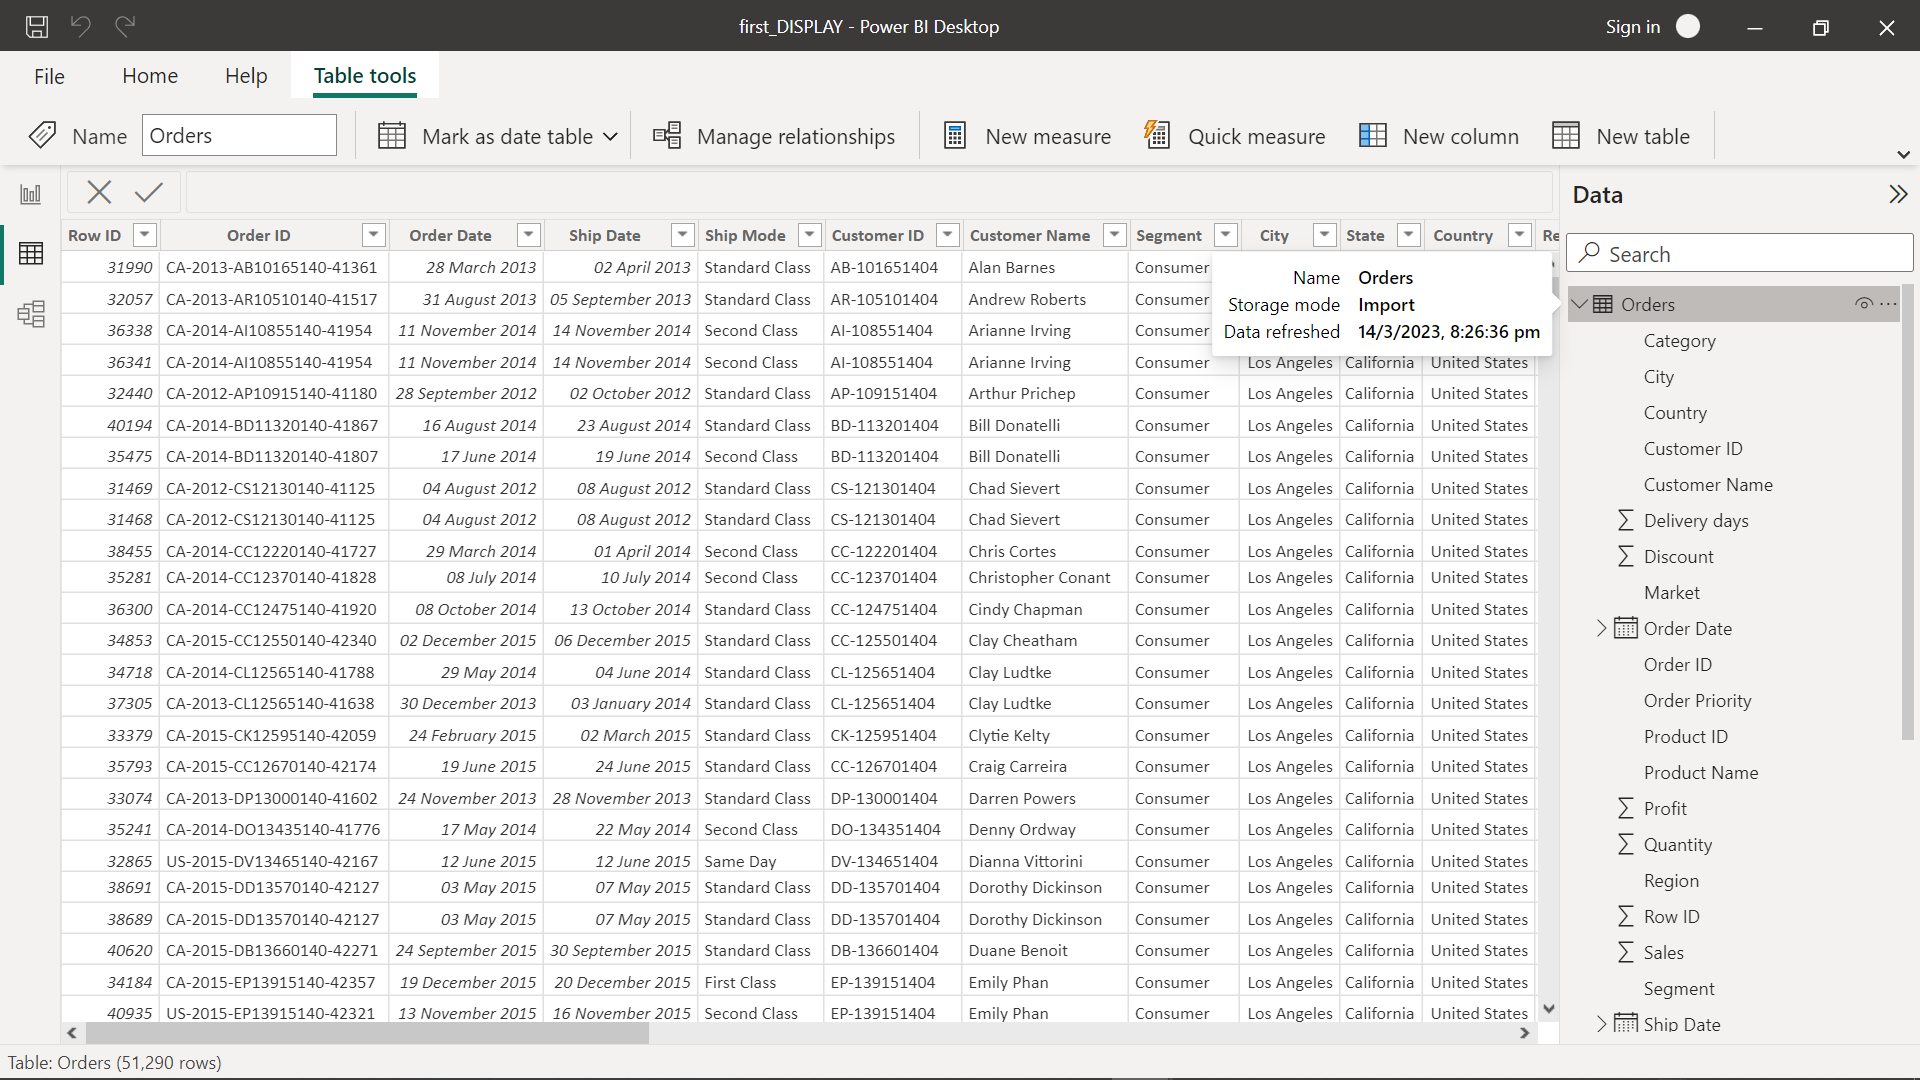 first_DISPLAY - Power BI Desktop
Sign in
File Home Help Table tools
Name Orders Mark as date table Manage relationships New measure Quick measure New column New table
Data
Search
Row ID Order ID Order Date Ship Date Ship Mode Customer ID Customer Name Segment City State Country Re
31990 CA-2013-AB10165140-41361 28 March 2013 02 April 2013 Standard Class AB-101651404 Alan Barnes Consumer
32057 CA-2013-AR10510140-41517 31 August 2013 05 September 2013 Standard Class AR-105101404 Andrew Roberts Consumer
36338 CA-2014-AI10855140-41954 11 November 2014 14 November 2014 Second Class AI-108551404 Arianne Irving Consumer
36341 CA-2014-AI10855140-41954 11 November 2014 14 November 2014 Second Class AI-108551404 Arianne Irving Consumer Los Angeles California United States
32440 CA-2012-AP10915140-41180 28 September 2012 02 October 2012 Standard Class AP-109151404 Arthur Prichep Consumer Los Angeles California United States
40194 CA-2014-BD11320140-41867 16 August 2014 23 August 2014 Standard Class BD-113201404 Bill Donatelli Consumer Los Angeles California United States
35475 CA-2014-BD11320140-41807 17 June 2014 19 June 2014 Second Class BD-113201404 Bill Donatelli Consumer Los Angeles California United States
31469 CA-2012-CS12130140-41125 04 August 2012 08 August 2012 Standard Class CS-121301404 Chad Sievert Consumer Los Angeles California United States
31468 CA-2012-CS12130140-41125 04 August 2012 08 August 2012 Standard Class CS-121301404 Chad Sievert Consumer Los Angeles California United States
38455 CA-2014-CC12220140-41727 29 March 2014 01 April 2014 Second Class CC-122201404 Chris Cortes Consumer Los Angeles California United States
35281 CA-2014-CC12370140-41828 08 July 2014 10 July 2014 Second Class CC-123701404 Christopher Conant Consumer Los Angeles California United States
36300 CA-2014-CC12475140-41920 08 October 2014 13 October 2014 Standard Class CC-124751404 Cindy Chapman Consumer Los Angeles California United States
34853 CA-2015-CC12550140-42340 02 December 2015 06 December 2015 Standard Class CC-125501404 Clay Cheatham Consumer Los Angeles California United States
34718 CA-2014-CL12565140-41788 29 May 2014 04 June 2014 Standard Class CL-125651404 Clay Ludtke Consumer Los Angeles California United States
37305 CA-2013-CL12565140-41638 30 December 2013 03 January 2014 Standard Class CL-125651404 Clay Ludtke Consumer Los Angeles California United States
33379 CA-2015-CK12595140-42059 24 February 2015 02 March 2015 Standard Class CK-125951404 Clytie Kelty Consumer Los Angeles California United States
35793 CA-2015-CC12670140-42174 19 June 2015 24 June 2015 Standard Class CC-126701404 Craig Carreira Consumer Los Angeles California United States
33074 CA-2013-DP13000140-41602 24 November 2013 28 November 2013 Standard Class DP-130001404 Darren Powers Consumer Los Angeles California United States
35241 CA-2014-DO13435140-41776 17 May 2014 22 May 2014 Second Class DO-134351404 Denny Ordway Consumer Los Angeles California United States
32865 US-2015-DV13465140-42167 12 June 2015 12 June 2015 Same Day DV-134651404 Dianna Vittorini Consumer Los Angeles California United States
38691 CA-2015-DD13570140-42127 03 May 2015 07 May 2015 Standard Class DD-135701404 Dorothy Dickinson Consumer Los Angeles California United States
38689 CA-2015-DD13570140-42127 03 May 2015 07 May 2015 Standard Class DD-135701404 Dorothy Dickinson Consumer Los Angeles California United States
40620 CA-2015-DB13660140-42271 24 September 2015 30 September 2015 Standard Class DB-136601404 Duane Benoit Consumer Los Angeles California United States
34184 CA-2015-EP13915140-42357 19 December 2015 20 December 2015 First Class EP-139151404 Emily Phan Consumer Los Angeles California United States
40935 US-2015-EP13915140-42321 13 November 2015 16 November 2015 Second Class EP-139151404 Emily Phan Consumer Los Angeles California United States
Name Orders
Storage mode Import
Data refreshed 14/3/2023, 8:26:36 pm
Orders
Category
City
Country
Customer ID
Customer Name
Delivery days
Discount
Market
Order Date
Order ID
Order Priority
Product ID
Product Name
Profit
Quantity
Region
Row ID
Sales
Segment
Ship Date
Table: Orders (51,290 rows)